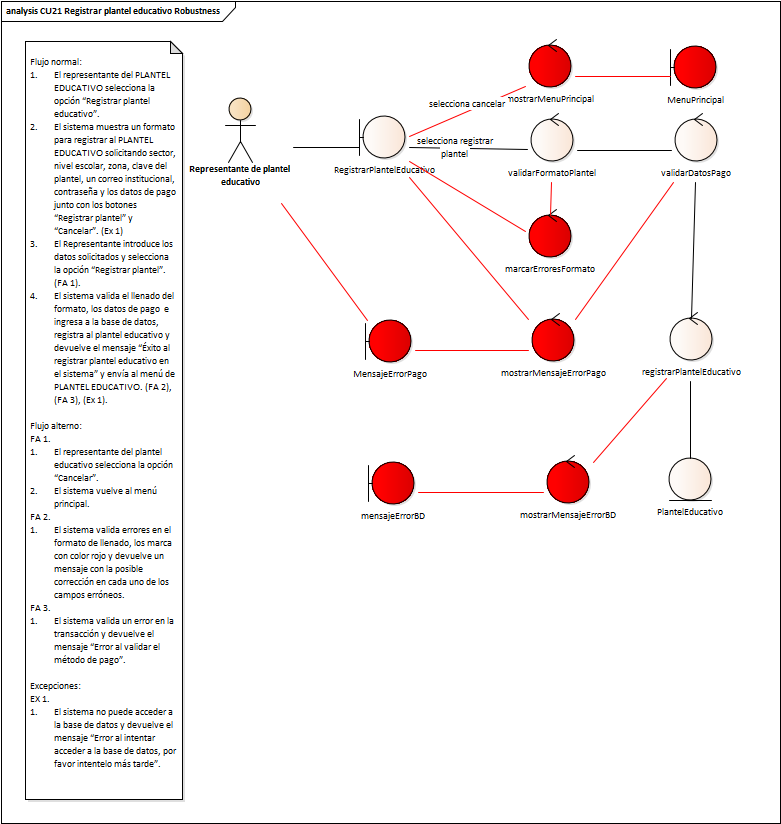 analysis CU21 Registrar plantel educativo Robustness
Flujo normal:
1. El representante del PLANTEL
EDUCATIVO selecciona la
opción “Registrar plantel
educativo”.
2. El sistema muestra un formato
para registrar al PLANTEL
EDUCATIVO solicitando sector,
nivel escolar, zona, clave del
plantel, un correo institucional,
contraseña y los datos de pago
junto con los botones
“Registrar plantel” y
“Cancelar”. (Ex 1)
3. El Representante introduce los
datos solicitados y selecciona
la opción “Registrar plantel”.
(FA 1).
4. El sistema valida el llenado del
formato, los datos de pago e
ingresa a la base de datos,
registra al plantel educativo y
devuelve el mensaje “Éxito al
registrar plantel educativo en
el sistema” y envía al menú de
PLANTEL EDUCATIVO. (FA 2),
(FA 3), (Ex 1).
Flujo alterno:
FA 1.
1. El representante del plantel
educativo selecciona la opción
“Cancelar”.
2. El sistema vuelve al menú
principal.
FA 2.
1. El sistema valida errores en el
formato de llenado, los marca
con color rojo y devuelve un
mensaje con la posible
corrección en cada uno de los
campos erróneos.
FA 3.
1. El sistema valida un error en la
transacción y devuelve el
mensaje “Error al validar el
método de pago”.
Excepciones:
EX 1.
1. El sistema no puede acceder a
la base de datos y devuelve el
mensaje “Error al intentar
acceder a la base de datos, por
favor intentelo más tarde”.
Representante de plantel
educativo
RegistrarPlantelEducativo
selecciona cancelar
mostrarMenuPrincipal
MenuPrincipal
selecciona registrar
plantel
validarFormatoPlantel
validarDatosPago
marcarErroresFormato
MensajeErrorPago
mostrarMensajeErrorPago
registrarPlantelEducativo
mensajeErrorBD
mostrarMensajeErrorBD
PlantelEducativo